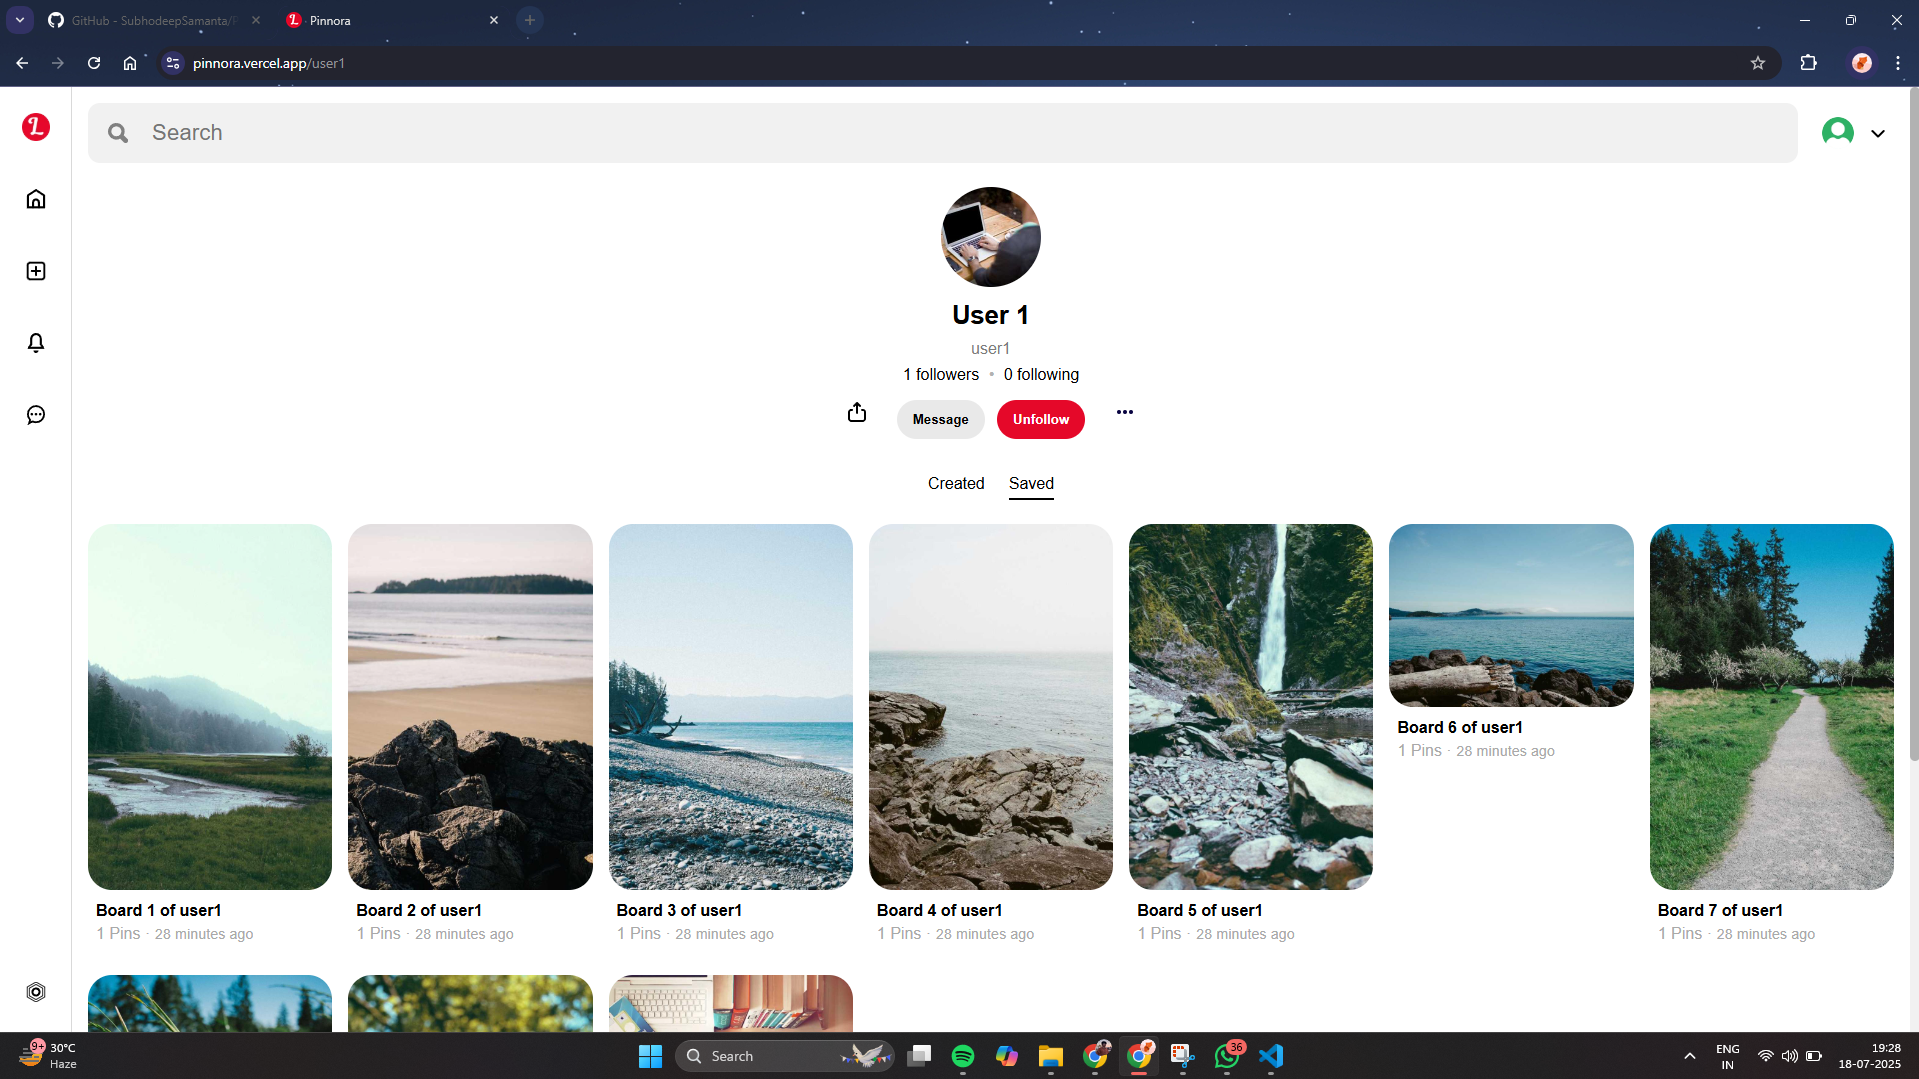 GitHub - SubhodeepSamanta/P
Pinnora
pinnora.vercel.app/user1
L
Search
User 1
user1
1 followers • 0 following
Message
Unfollow
Created
Saved
Board 6 of user1
1 Pins · 28 minutes ago
Board 1 of user1
1 Pins · 28 minutes ago
Board 2 of user1
1 Pins · 28 minutes ago
Board 3 of user1
1 Pins · 28 minutes ago
Board 4 of user1
1 Pins · 28 minutes ago
Board 5 of user1
1 Pins · 28 minutes ago
Board 7 of user1
1 Pins · 28 minutes ago
9+
30°C
Haze
Search
36
ENG
IN
19:28
18-07-2025